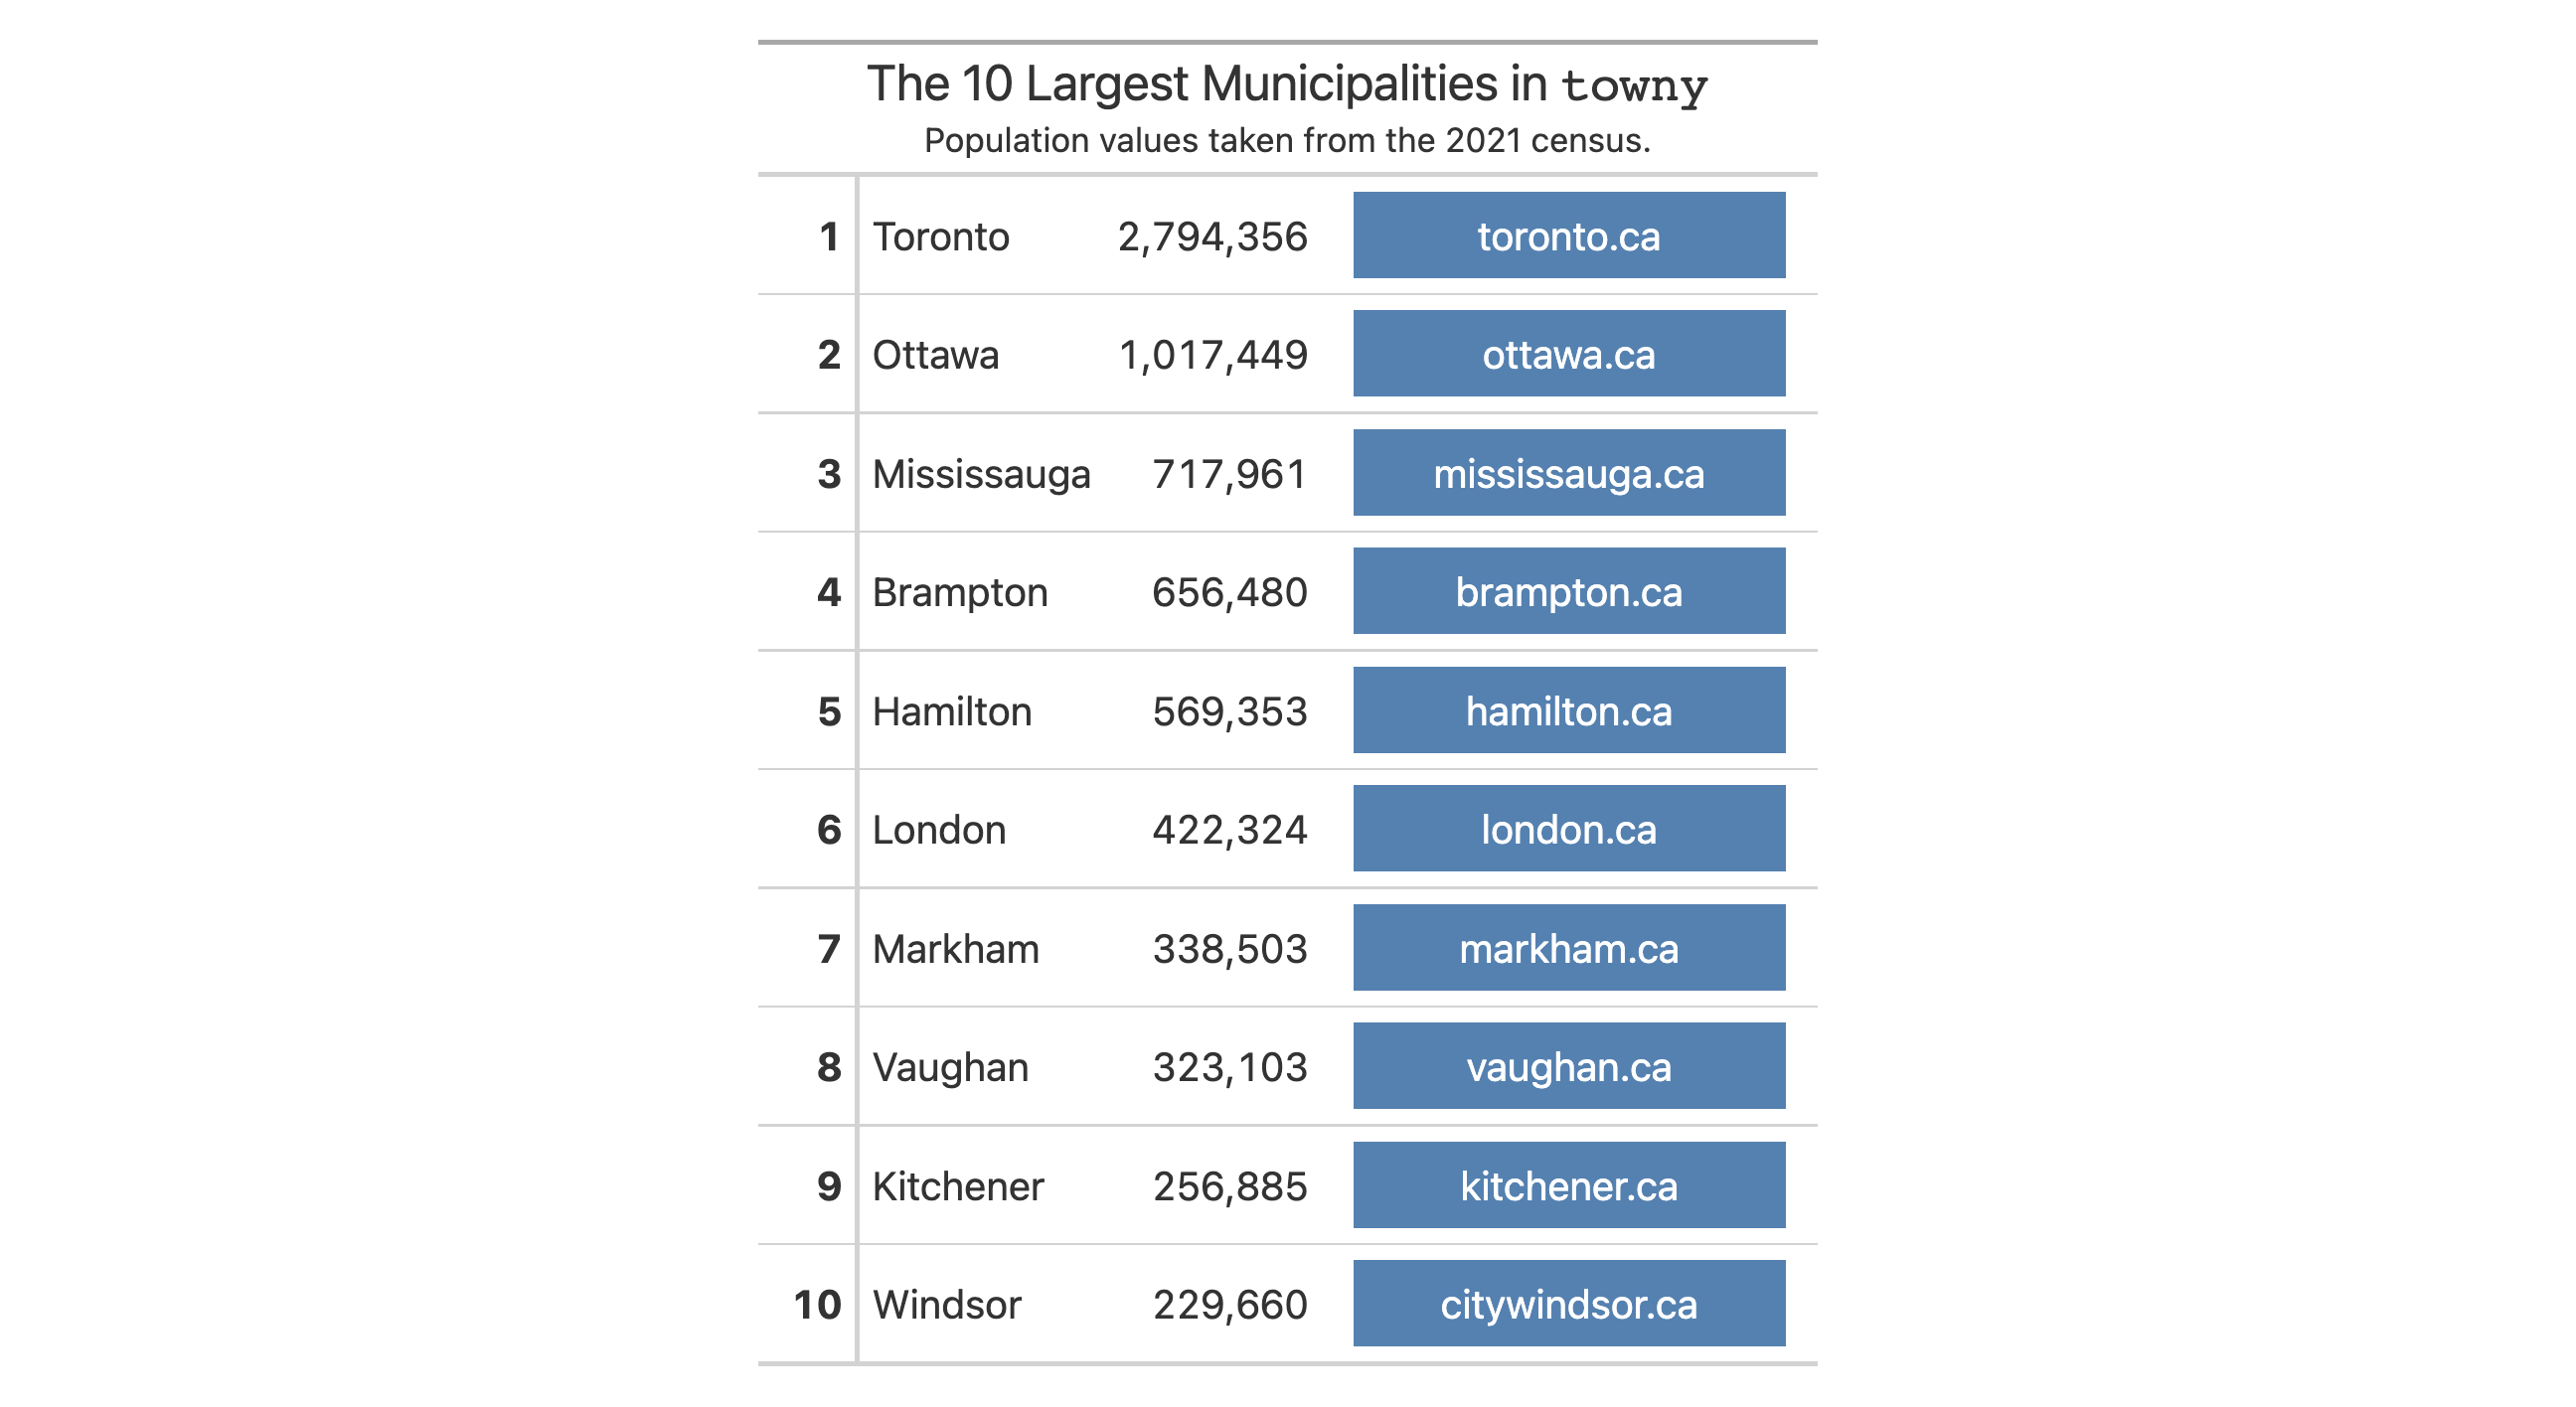 The 10 Largest Municipalities in towny
Population values taken from the 2021 census.
1 Toronto 2,794,356 toronto.ca
2 Ottawa 1,017,449 ottawa.ca
3 Mississauga 717,961 mississauga.ca
4 Brampton 656,480 brampton.ca
5 Hamilton 569,353 hamilton.ca
6 London 422,324 london.ca
7 Markham 338,503 markham.ca
8 Vaughan 323,103 vaughan.ca
9 Kitchener 256,885 kitchener.ca
10 Windsor 229,660 citywindsor.ca